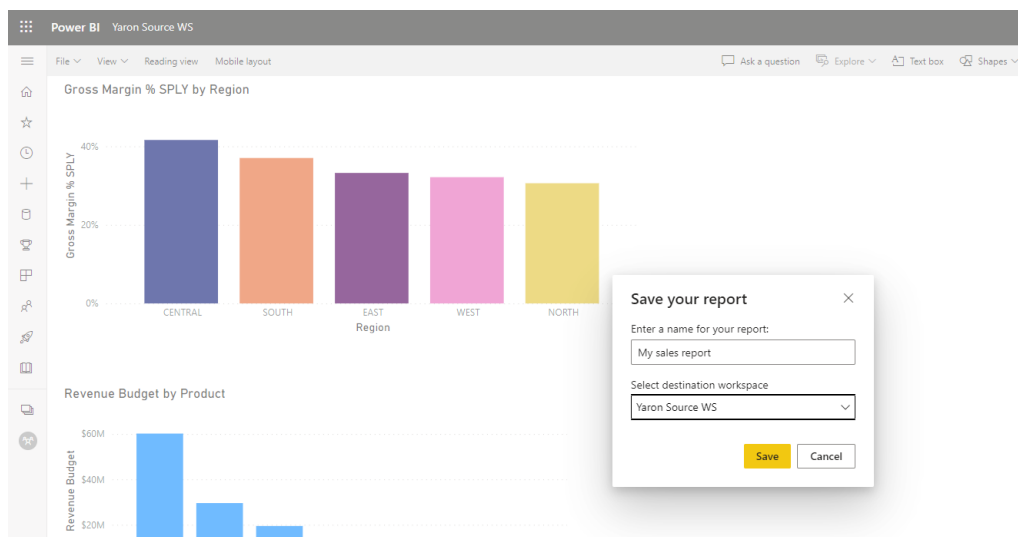 Power BI Yaron Source WS
File View Reading view Mobile layout Ask a question Explore Text box Shapes
Gross Margin % SPLY by Region
Gross Margin % SPLY
40%
20%
0%
CENTRAL SOUTH EAST WEST NORTH
Region
Save your report
Enter a name for your report:
My sales report
Select destination workspace
Yaron Source WS
Save Cancel
Revenue Budget by Product
Revenue Budget
$60M
$40M
$20M